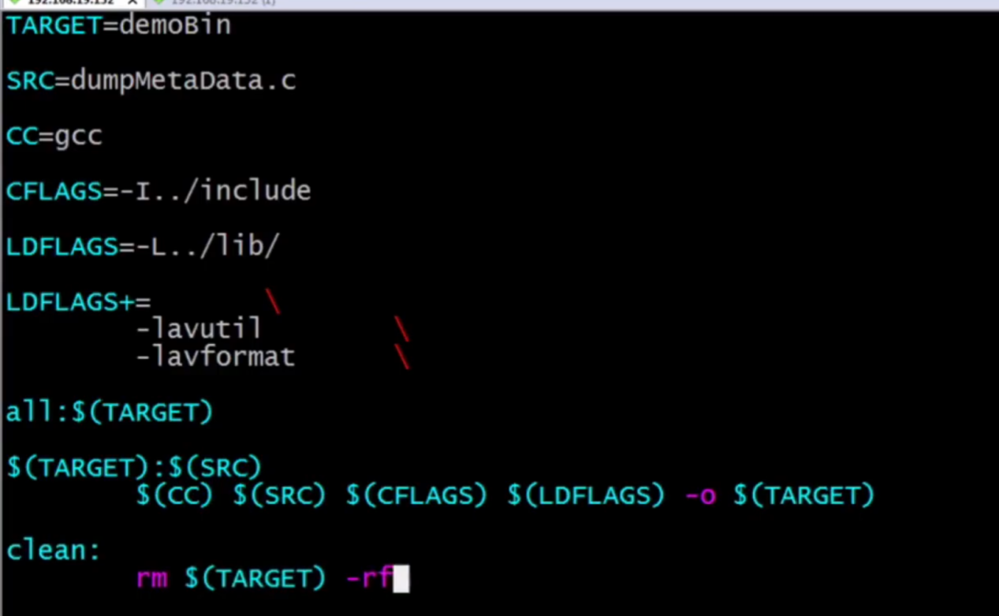 TARGET=demoBin
SRC=dumpMetaData.c
CC=gcc
CFLAGS=-I../include
LDFLAGS=-L../lib/
LDFLAGS+= \
-lavutil \
-lavformat \
all:$(TARGET)
$(TARGET):$(SRC)
$(CC) $(SRC) $(CFLAGS) $(LDFLAGS) -o $(TARGET)
clean:
rm $(TARGET) -rf